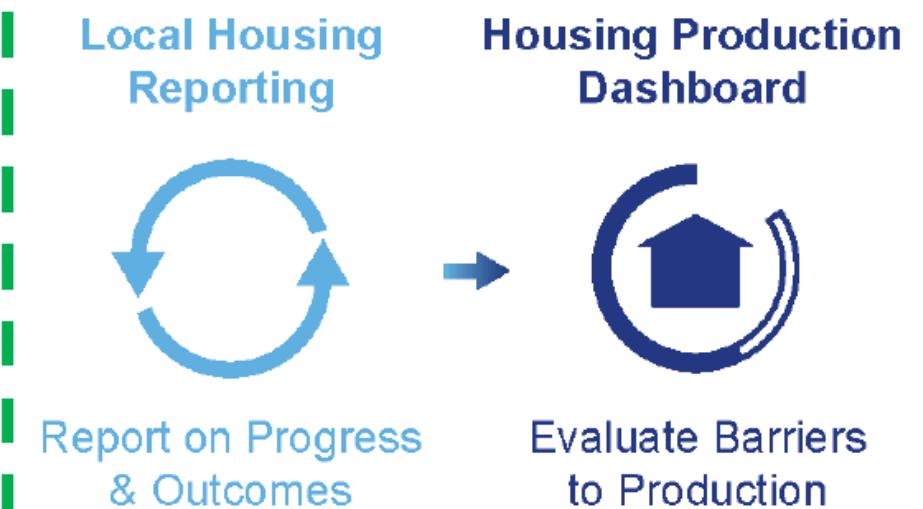 Local Housing
Reporting
Report on Progress
& Outcomes
Housing Production
Dashboard
Evaluate Barriers
to Production